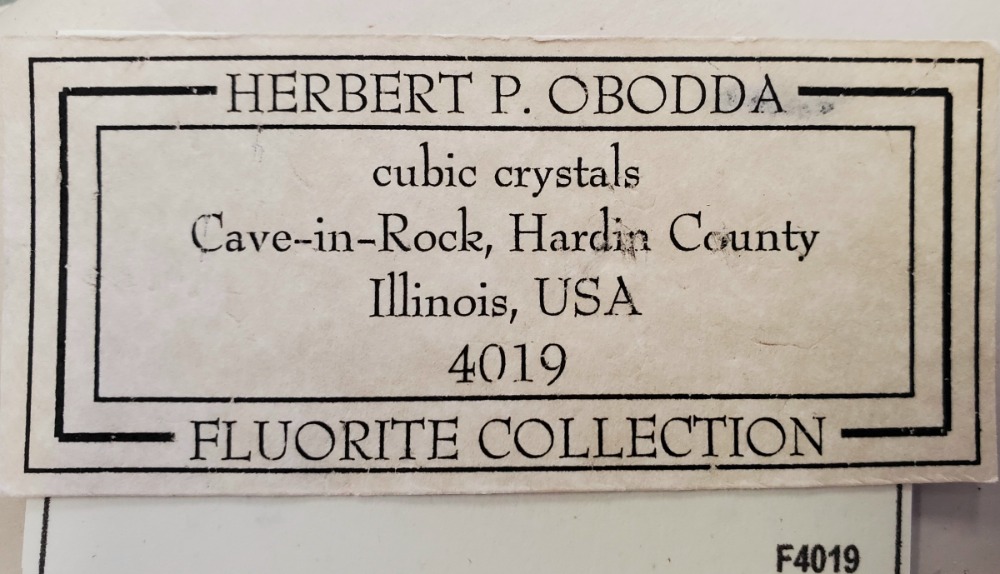 HERBERT P. OBODDA
cubic crystals
Cave--in-Rock, Hardin County
Illinois, USA
4019
FLUORITE COLLECTION
F4019